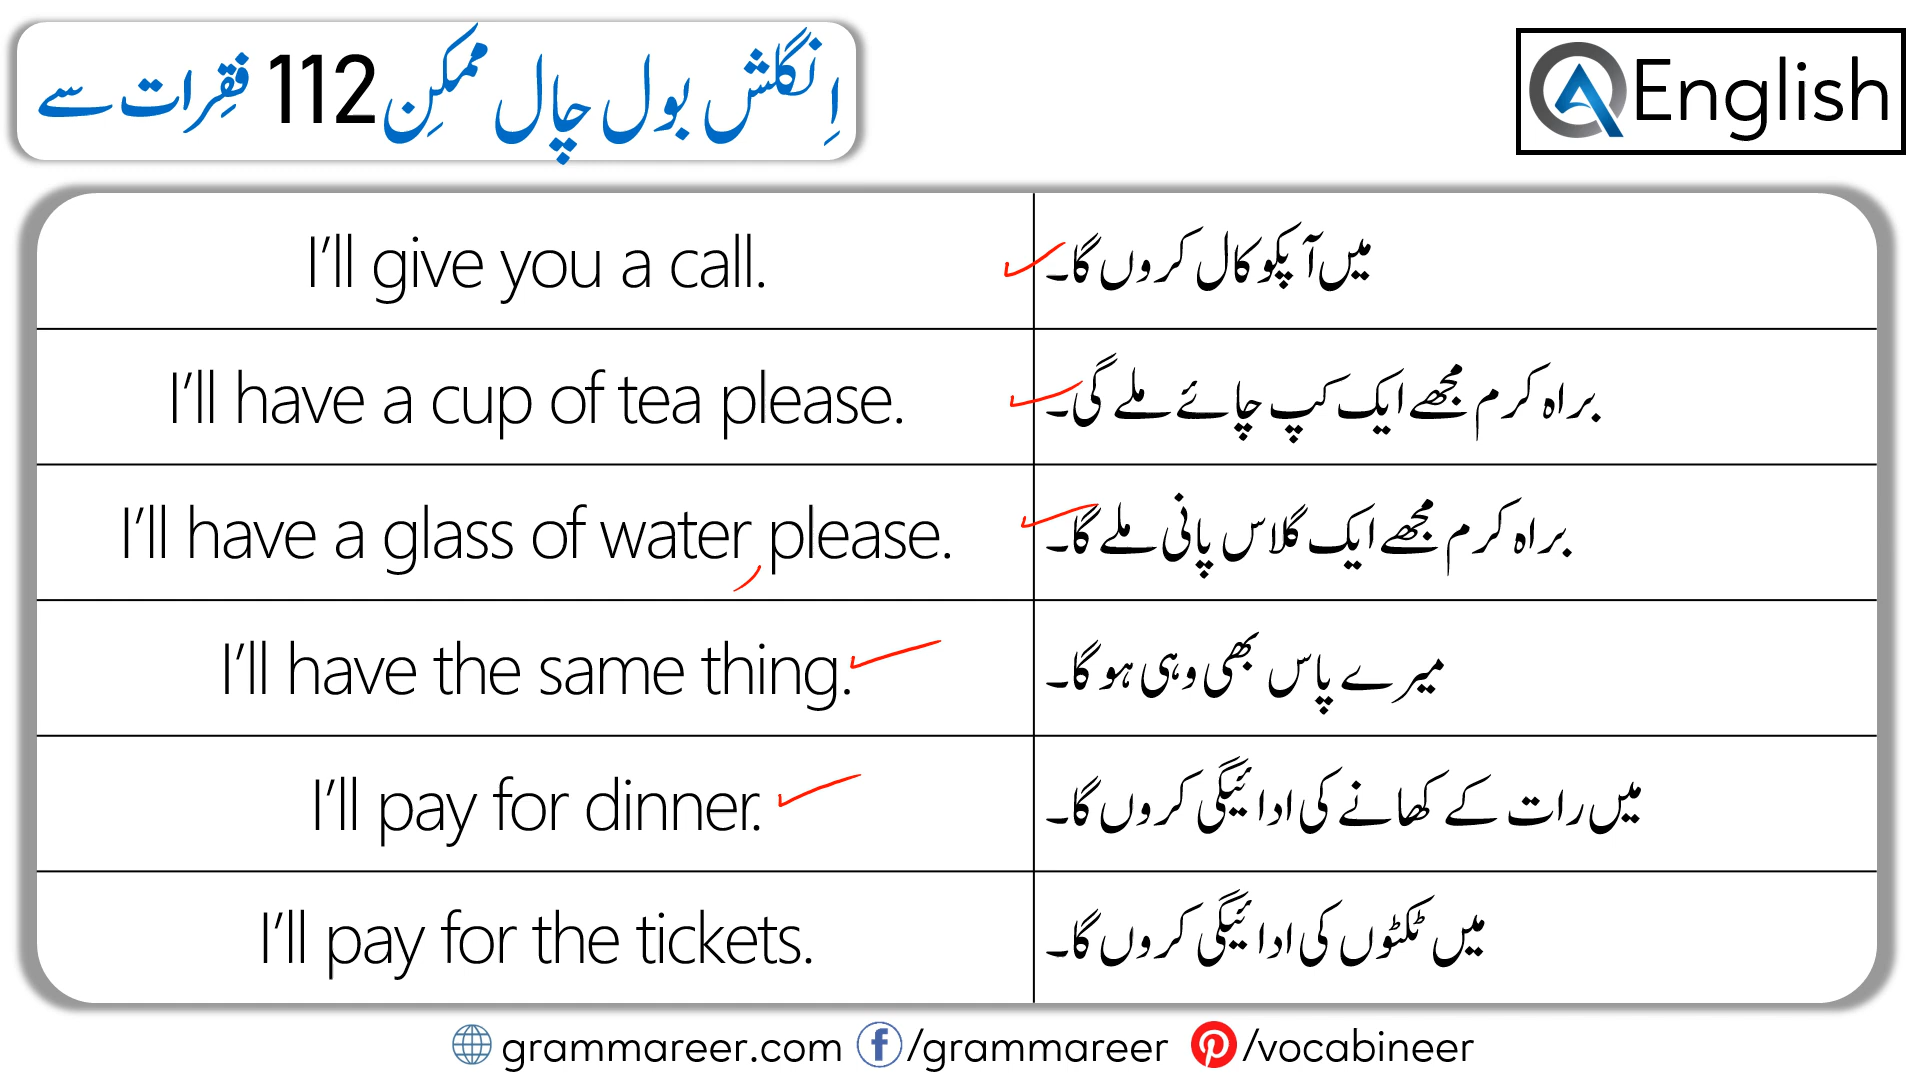 اِنگلش بول چال ممکِن 112 فقِرات سے
English
I'll give you a call.
میں آپکو کال کروں گا۔
I'll have a cup of tea please.
براہ کرم مجھے ایک کپ چائے ملے گی۔
I'll have a glass of water please.
براہ کرم مجھے ایک گلاس پانی ملے گا۔
I'll have the same thing.
میرے پاس بھی وہی ہو گا۔
I'll pay for dinner.
میں رات کے کھانے کی ادائیگی کروں گا۔
I'll pay for the tickets.
میں ٹکٹوں کی ادائیگی کروں گا۔
grammareer.com /grammareer /vocabineer